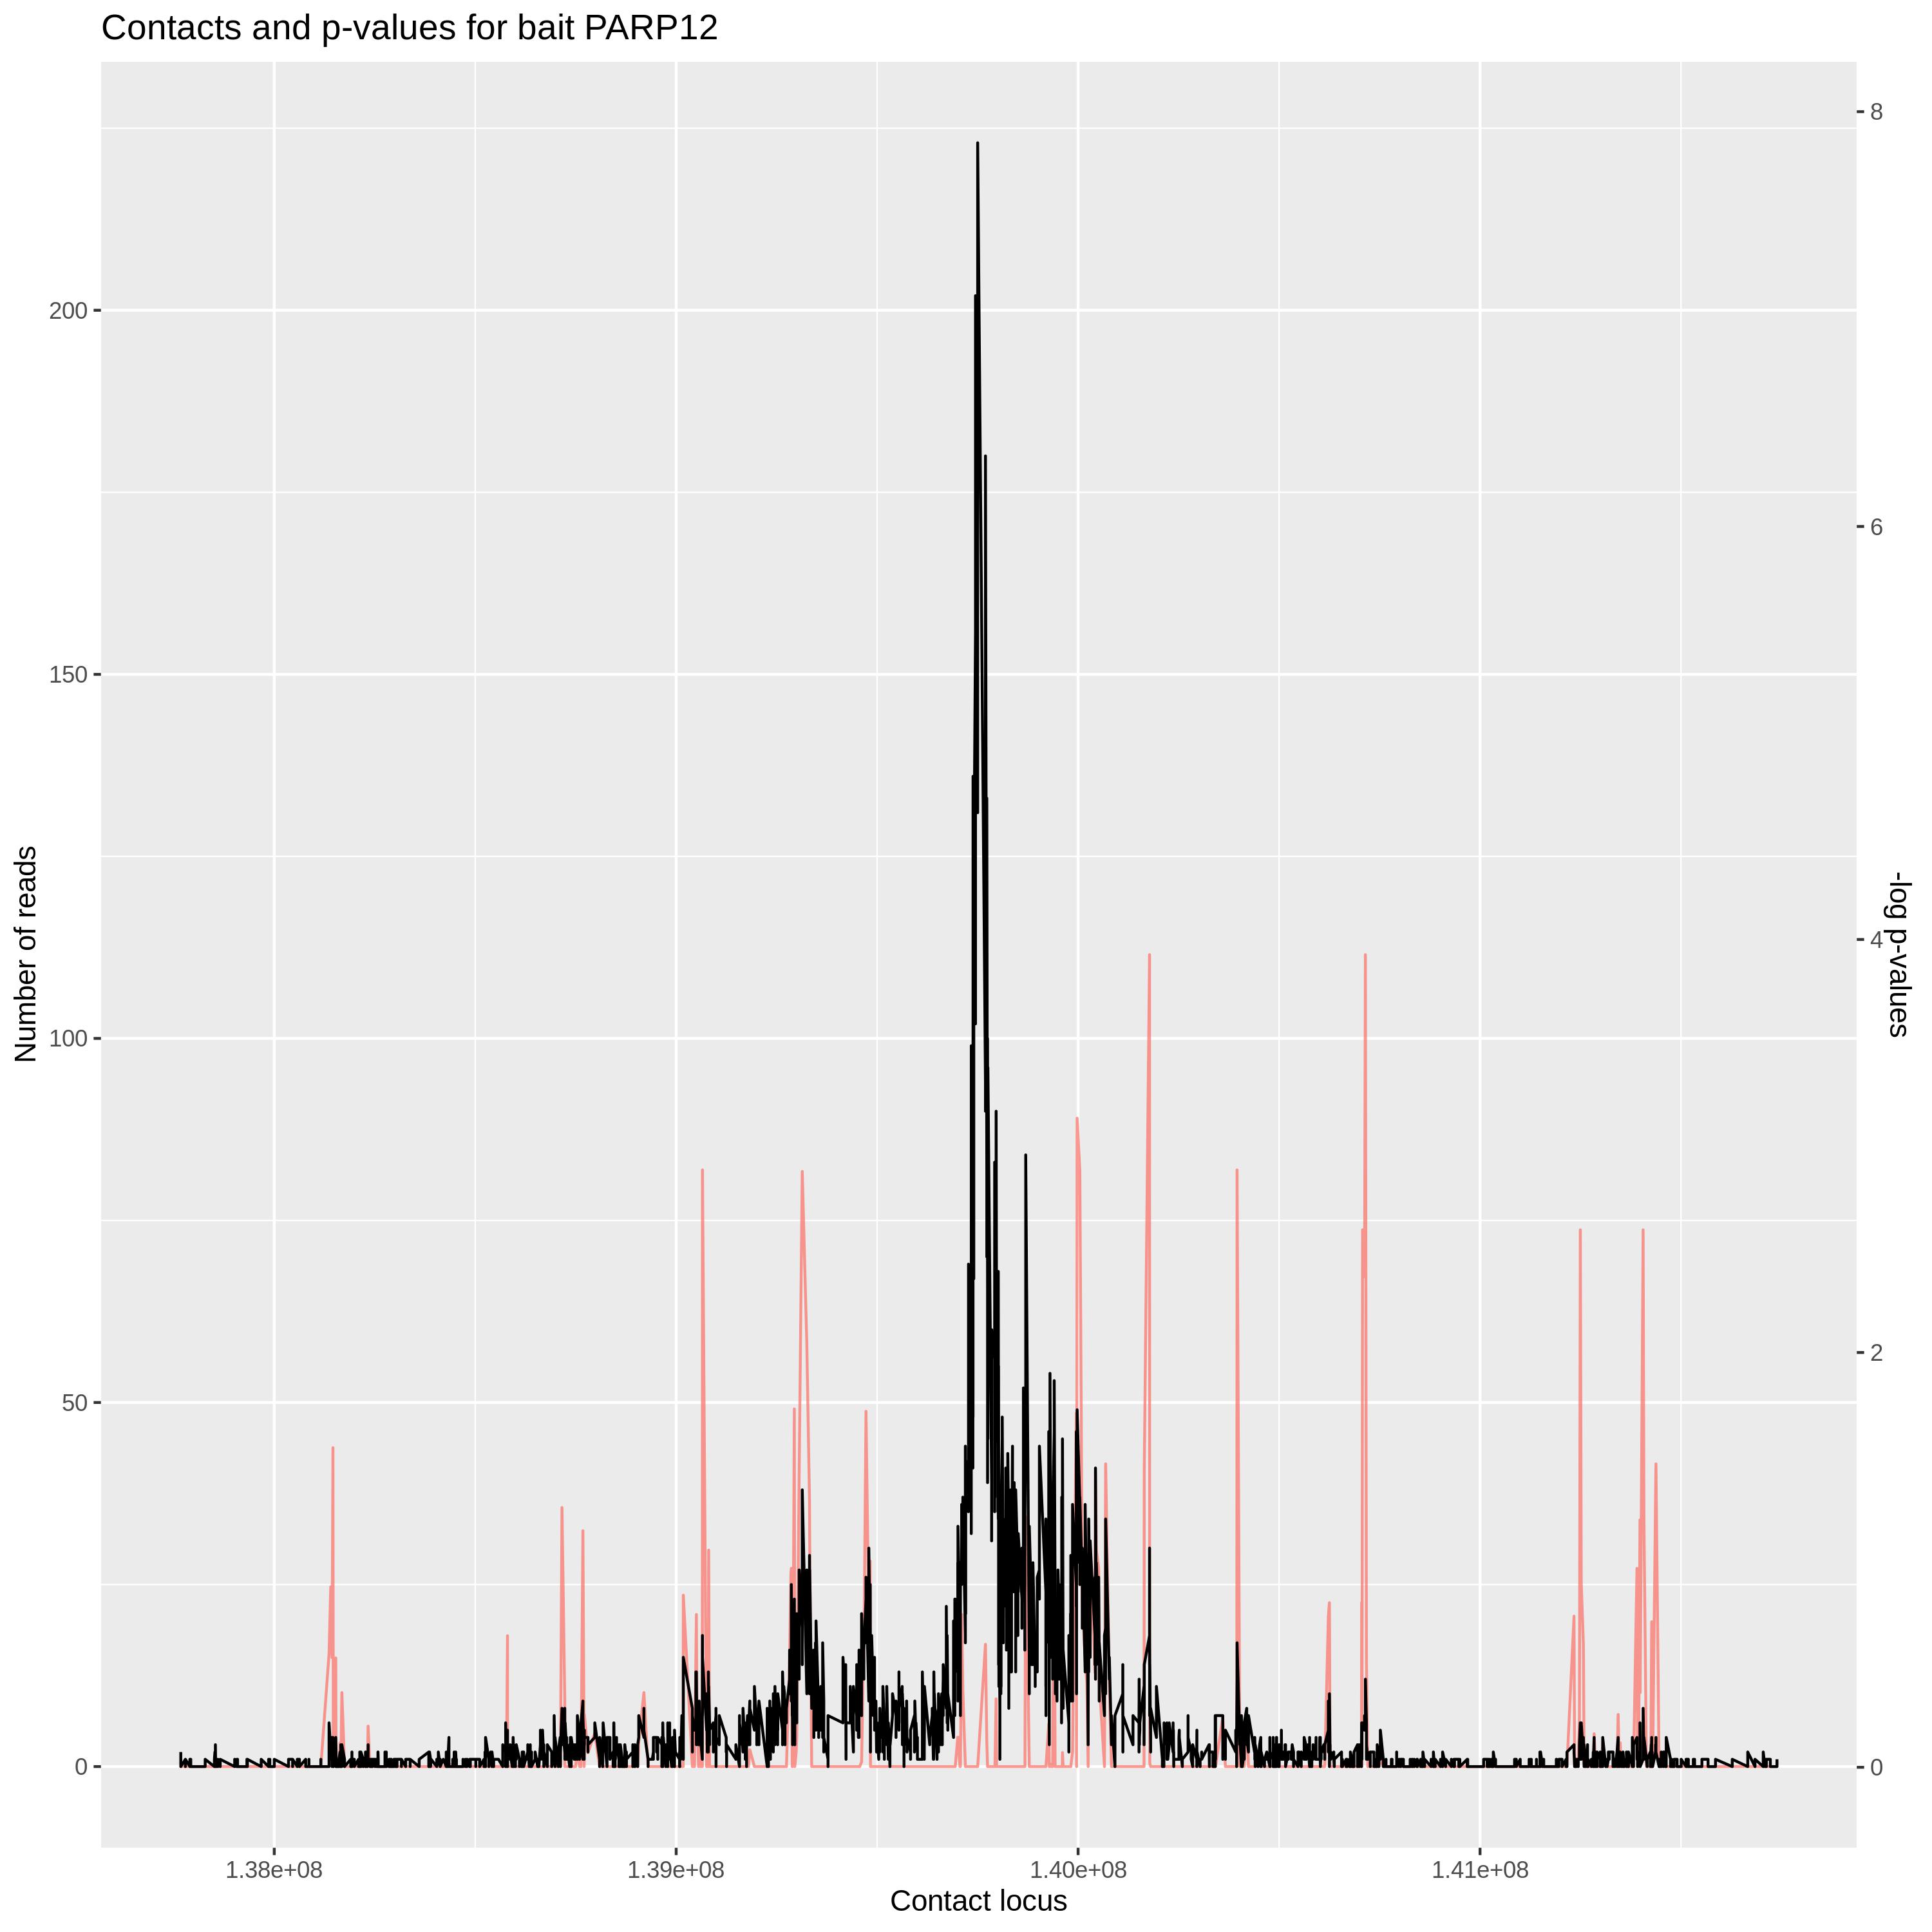 Contacts and p-values for bait PARP12
200
150
100
50
0
Number of reads
8
6
4
2
0
-log p-values
1.38e+08
1.39e+08
1.40e+08
1.41e+08
Contact locus